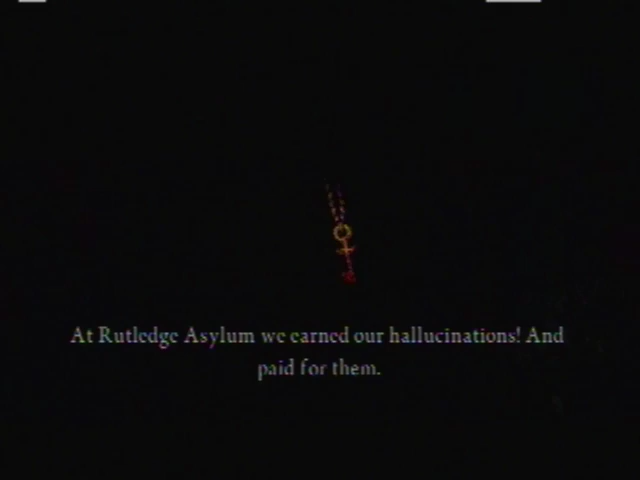 At Rutledge Asylum we earned our hallucinations! And
paid for them.